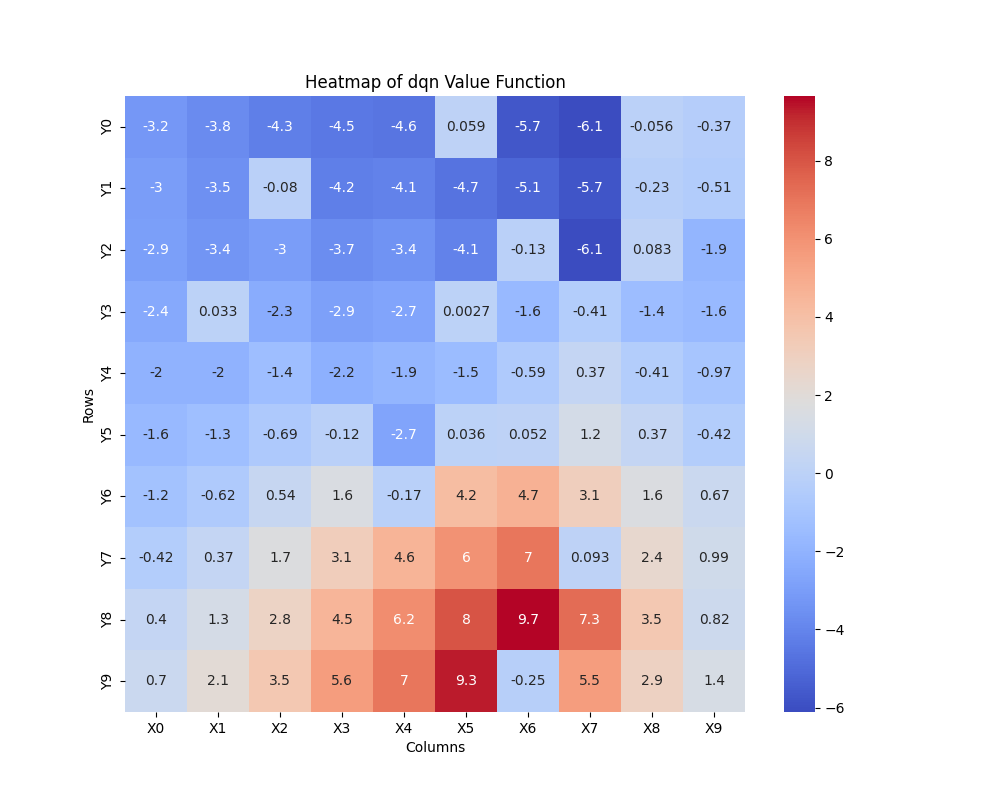 Heatmap of dqn Value Function
Y0 -3.2 -3.8 -4.3 -4.5 -4.6 0.059 -5.7 -6.1 -0.056 -0.37
Y1 -3 -3.5 -0.08 -4.2 -4.1 -4.7 -5.1 -5.7 -0.23 -0.51
Y2 -2.9 -3.4 -3 -3.7 -3.4 -4.1 -0.13 -6.1 0.083 -1.9
Y3 -2.4 0.033 -2.3 -2.9 -2.7 0.0027 -1.6 -0.41 -1.4 -1.6
Y4 -2 -2 -1.4 -2.2 -1.9 -1.5 -0.59 0.37 -0.41 -0.97
Y5 -1.6 -1.3 -0.69 -0.12 -2.7 0.036 0.052 1.2 0.37 -0.42
Y6 -1.2 -0.62 0.54 1.6 -0.17 4.2 4.7 3.1 1.6 0.67
Y7 -0.42 0.37 1.7 3.1 4.6 6 7 0.093 2.4 0.99
Y8 0.4 1.3 2.8 4.5 6.2 8 9.7 7.3 3.5 0.82
Y9 0.7 2.1 3.5 5.6 7 9.3 -0.25 5.5 2.9 1.4
X0 X1 X2 X3 X4 X5 X6 X7 X8 X9
Columns
Rows
8
6
4
2
0
−2
−4
−6